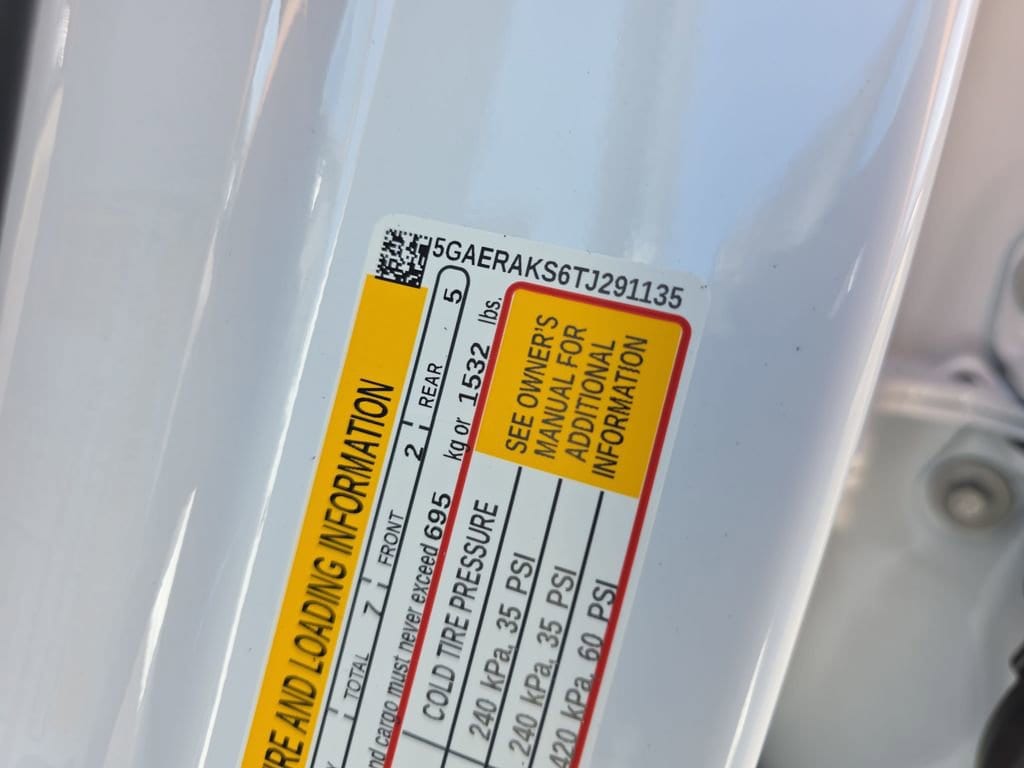 5GAERAKS6TJ291135
AND LOADING INFORMATION
TOTAL 7 FRONT 2 REAR 5
cargo must never exceed 695 kg or 1532 lbs.
COLD TIRE PRESSURE
240 kPa, 35 PSI
240 kPa, 35 PSI
420 kPa, 60 PSI
SEE OWNER'S
MANUAL FOR
ADDITIONAL
INFORMATION